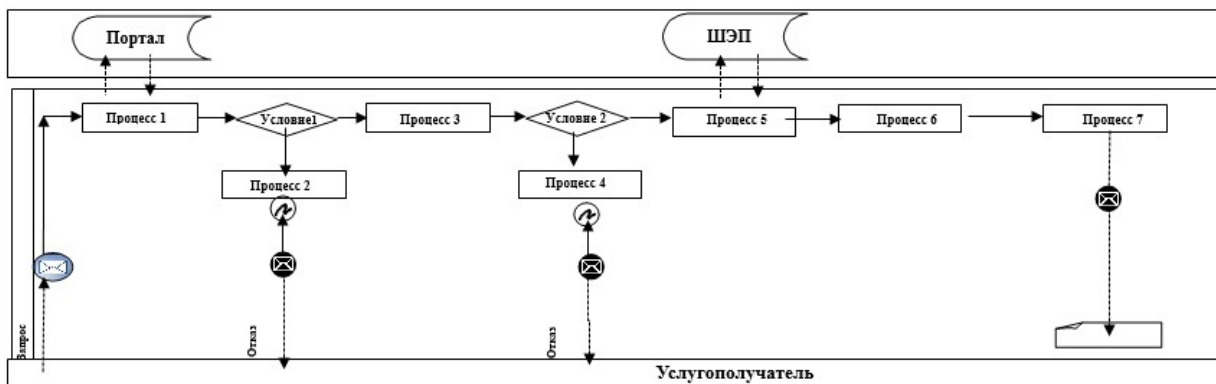 Портал
ШЭП
Процесс 1
Условие1
Процесс 3
Условие 2
Процесс 5
Процесс 6
Процесс 7
Процесс 2
Процесс 4
Запрос
Отказ
Отказ
Услугополучатель